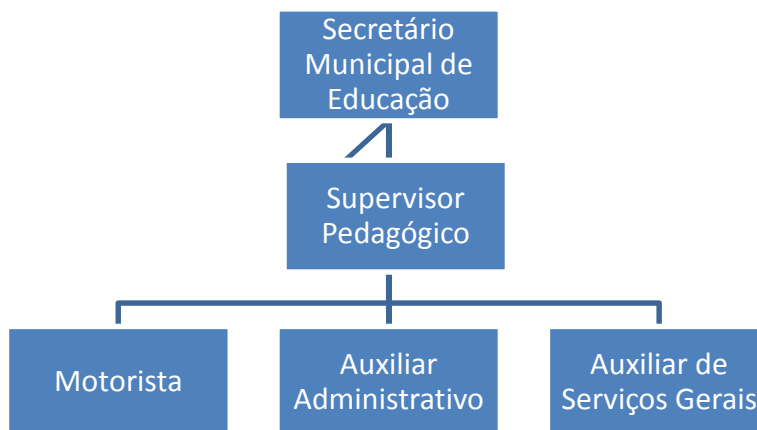 Secretário
Municipal de
Educação
Supervisor
Pedagógico
Motorista
Auxiliar
Administrativo
Auxiliar de
Serviços Gerais